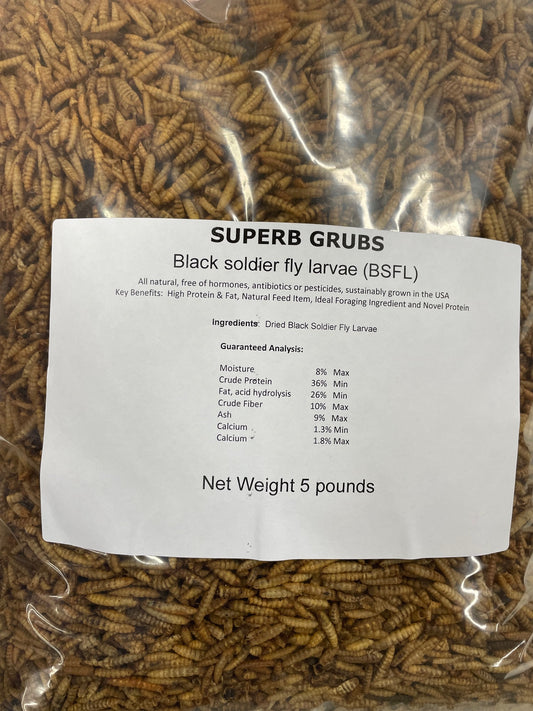 SUPERB GRUBS
Black soldier fly larvae (BSFL)
All natural, free of hormones, antibiotics or pesticides, sustainably grown in the USA
Key Benefits: High Protein & Fat, Natural Feed Item, Ideal Foraging Ingredient and Novel Protein
Ingredients: Dried Black Soldier Fly Larvae
Guaranteed Analysis:
Moisture 8% Max
Crude Protein 36% Min
Fat, acid hydrolysis 26% Min
Crude Fiber 10% Max
Ash 9% Max
Calcium 1.3% Min
Calcium 1.8% Max
Net Weight 5 pounds